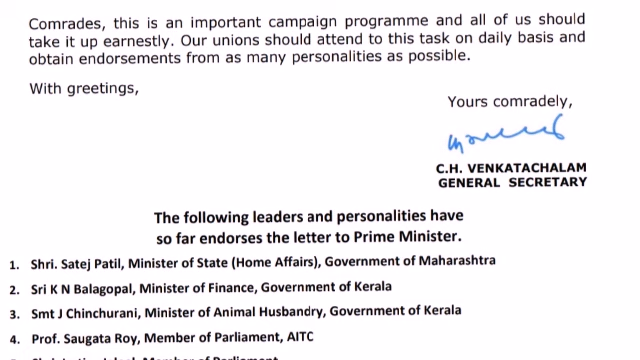 Comrades, this is an important campaign programme and all of us should
take it up earnestly. Our unions should attend to this task on daily basis and
obtain endorsements from as many personalities as possible.
With greetings,
Yours comradely,
C.H. VENKATACHALAM
GENERAL SECRETARY
The following leaders and personalities have
so far endorses the letter to Prime Minister.
1. Shri. Satej Patil, Minister of State (Home Affairs), Government of Maharashtra
2. Sri K N Balagopal, Minister of Finance, Government of Kerala
3. Smt J Chinchurani, Minister of Animal Husbandry, Government of Kerala
4. Prof. Saugata Roy, Member of Parliament, AITC